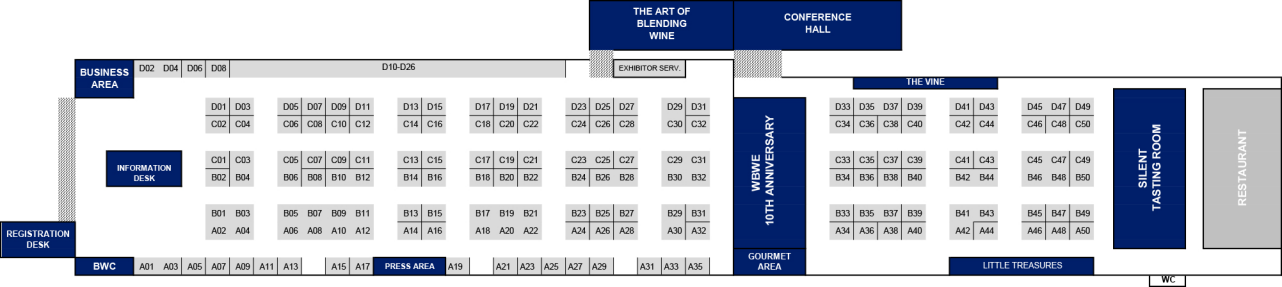 THE ART OF
BLENDING
WINE
CONFERENCE
HALL
BUSINESS
AREA
D02 D04 D06 D08
D10-D26
EXHIBITOR SERV.
THE VINE
D01 D03 D05 D07 D09 D11 D13 D15 D17 D19 D21 D23 D25 D27 D29 D31 D33 D35 D37 D39 D41 D43 D45 D47 D49
C02 C04 C06 C08 C10 C12 C14 C16 C18 C20 C22 C24 C26 C28 C30 C32 C34 C36 C38 C40 C42 C44 C46 C48 C50
INFORMATION
DESK
C01 C03 C05 C07 C09 C11 C13 C15 C17 C19 C21 C23 C25 C27 C29 C31 C33 C35 C37 C39 C41 C43 C45 C47 C49
B02 B04 B06 B08 B10 B12 B14 B16 B18 B20 B22 B24 B26 B28 B30 B32 B34 B36 B38 B40 B42 B44 B46 B48 B50
WBWE
10TH ANNIVERSARY
SILENT
TASTING ROOM
RESTAURANT
B01 B03 B05 B07 B09 B11 B13 B15 B17 B19 B21 B23 B25 B27 B29 B31 B33 B35 B37 B39 B41 B43 B45 B47 B49
A02 A04 A06 A08 A10 A12 A14 A16 A18 A20 A22 A24 A26 A28 A30 A32 A34 A36 A38 A40 A42 A44 A46 A48 A50
REGISTRATION
DESK
BWC
A01 A03 A05 A07 A09 A11 A13 A15 A17
PRESS AREA
A19 A21 A23 A25 A27 A29 A31 A33 A35
GOURMET
AREA
LITTLE TREASURES
WC